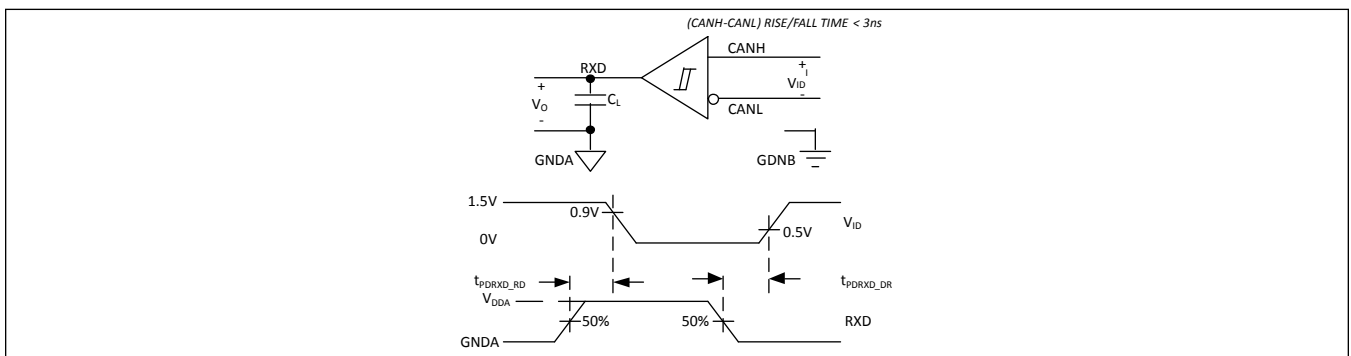 (CANH-CANL) RISE/FALL TIME < 3ns
CANH
RXD
+
+
I
VID
VO
CL
-
-
CANL
GNDA
GDNB
1.5V
0.9V
VID
0.5V
0V
tPDRXD_RD
tPDRXD_DR
VDDA
50%
50%
RXD
GNDA